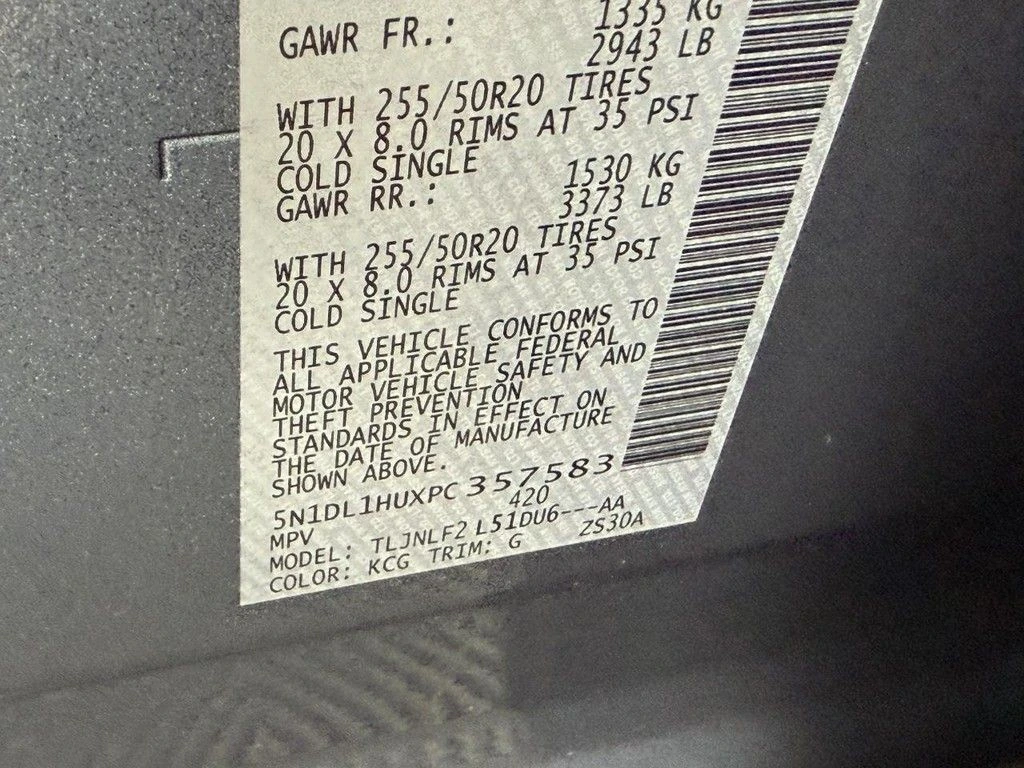 GAWR FR.: 1335 KG
2943 LB
WITH 255/50R20 TIRES
20 X 8.0 RIMS AT 35 PSI
COLD SINGLE
GAWR RR.: 1530 KG
3373 LB
WITH 255/50R20 TIRES
20 X 8.0 RIMS AT 35 PSI
COLD SINGLE
THIS VEHICLE CONFORMS TO
ALL APPLICABLE FEDERAL
MOTOR VEHICLE SAFETY AND
THEFT PREVENTION
STANDARDS IN EFFECT ON
THE DATE OF MANUFACTURE
SHOWN ABOVE.
5N1DL1HUXPC 357583
MPV 420
MODEL: TLJNLF2 L51DU6---AA
COLOR: KCG TRIM: G ZS30A